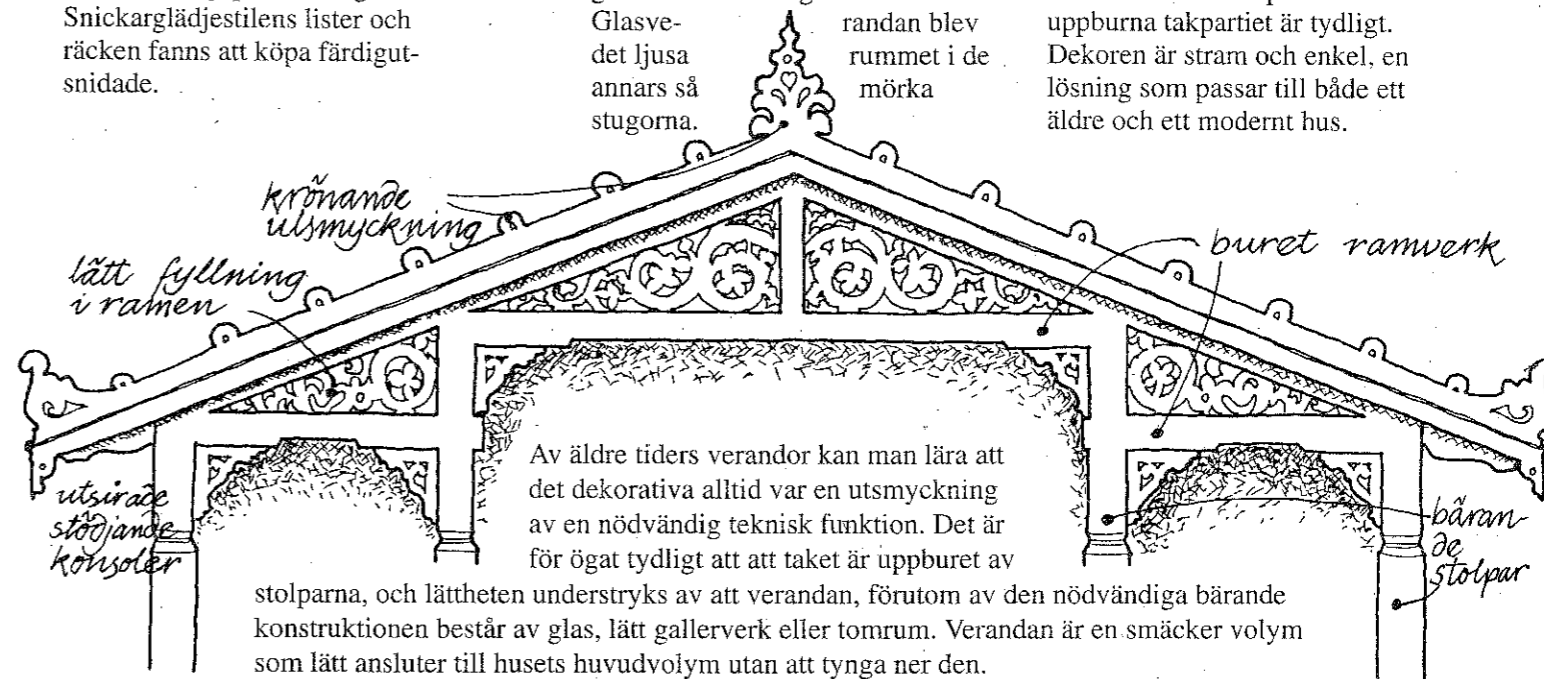 Snickarglädjestilens lister och
räcken fanns att köpa färdigut-
snidade.
Glasve- randan blev
det ljusa rummet i de
annars så mörka
stugorna.
uppburna takpartiet är tydligt.
Dekoren är stram och enkel, en
lösning som passar till både ett
äldre och ett modernt hus.
krönande
utsmyckning
lätt fyllning
i ramen
buret ramverk
utsirade
stödjande
konsoler
bäran-
de
stolpar
Av äldre tiders verandor kan man lära att
det dekorativa alltid var en utsmyckning
av en nödvändig teknisk funktion. Det är
för ögat tydligt att att taket är uppburet av
stolparna, och lättheten understryks av att verandan, förutom av den nödvändiga bärande
konstruktionen består av glas, lätt gallerverk eller tomrum. Verandan är en smäcker volym
som lätt ansluter till husets huvudvolym utan att tynga ner den.